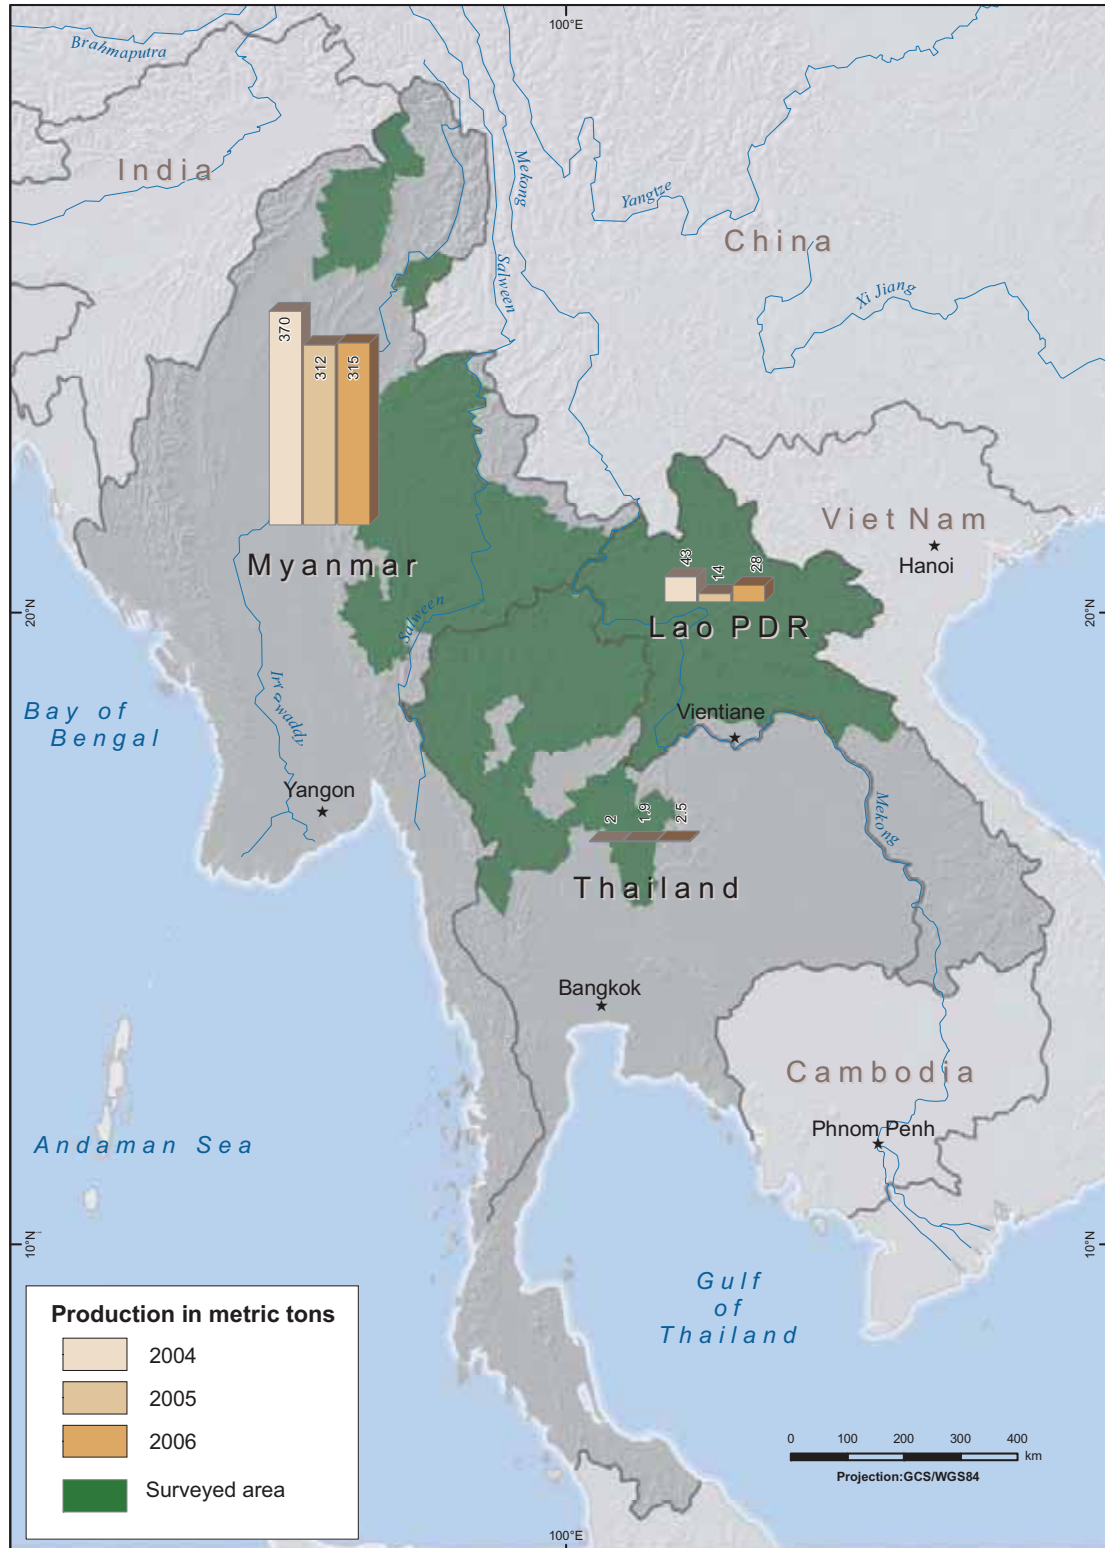 100°E
Brahmaputra
India
Mekong
Yangtze
China
Salween
Xi Jiang
370
312
315
Viet Nam
Hanoi
Myanmar
43
14
28
20°N
20°N
Lao PDR
Salween
Irrawaddy
Bay of
Bengal
Vientiane
Yangon
Mekong
2
1.9
2.5
Thailand
Bangkok
Cambodia
Phnom Penh
Andaman Sea
10°N
10°N
Gulf
of
Thailand
Production in metric tons
2004
2005
2006
Surveyed area
0 100 200 300 400
km
Projection:GCS/WGS84
100°E